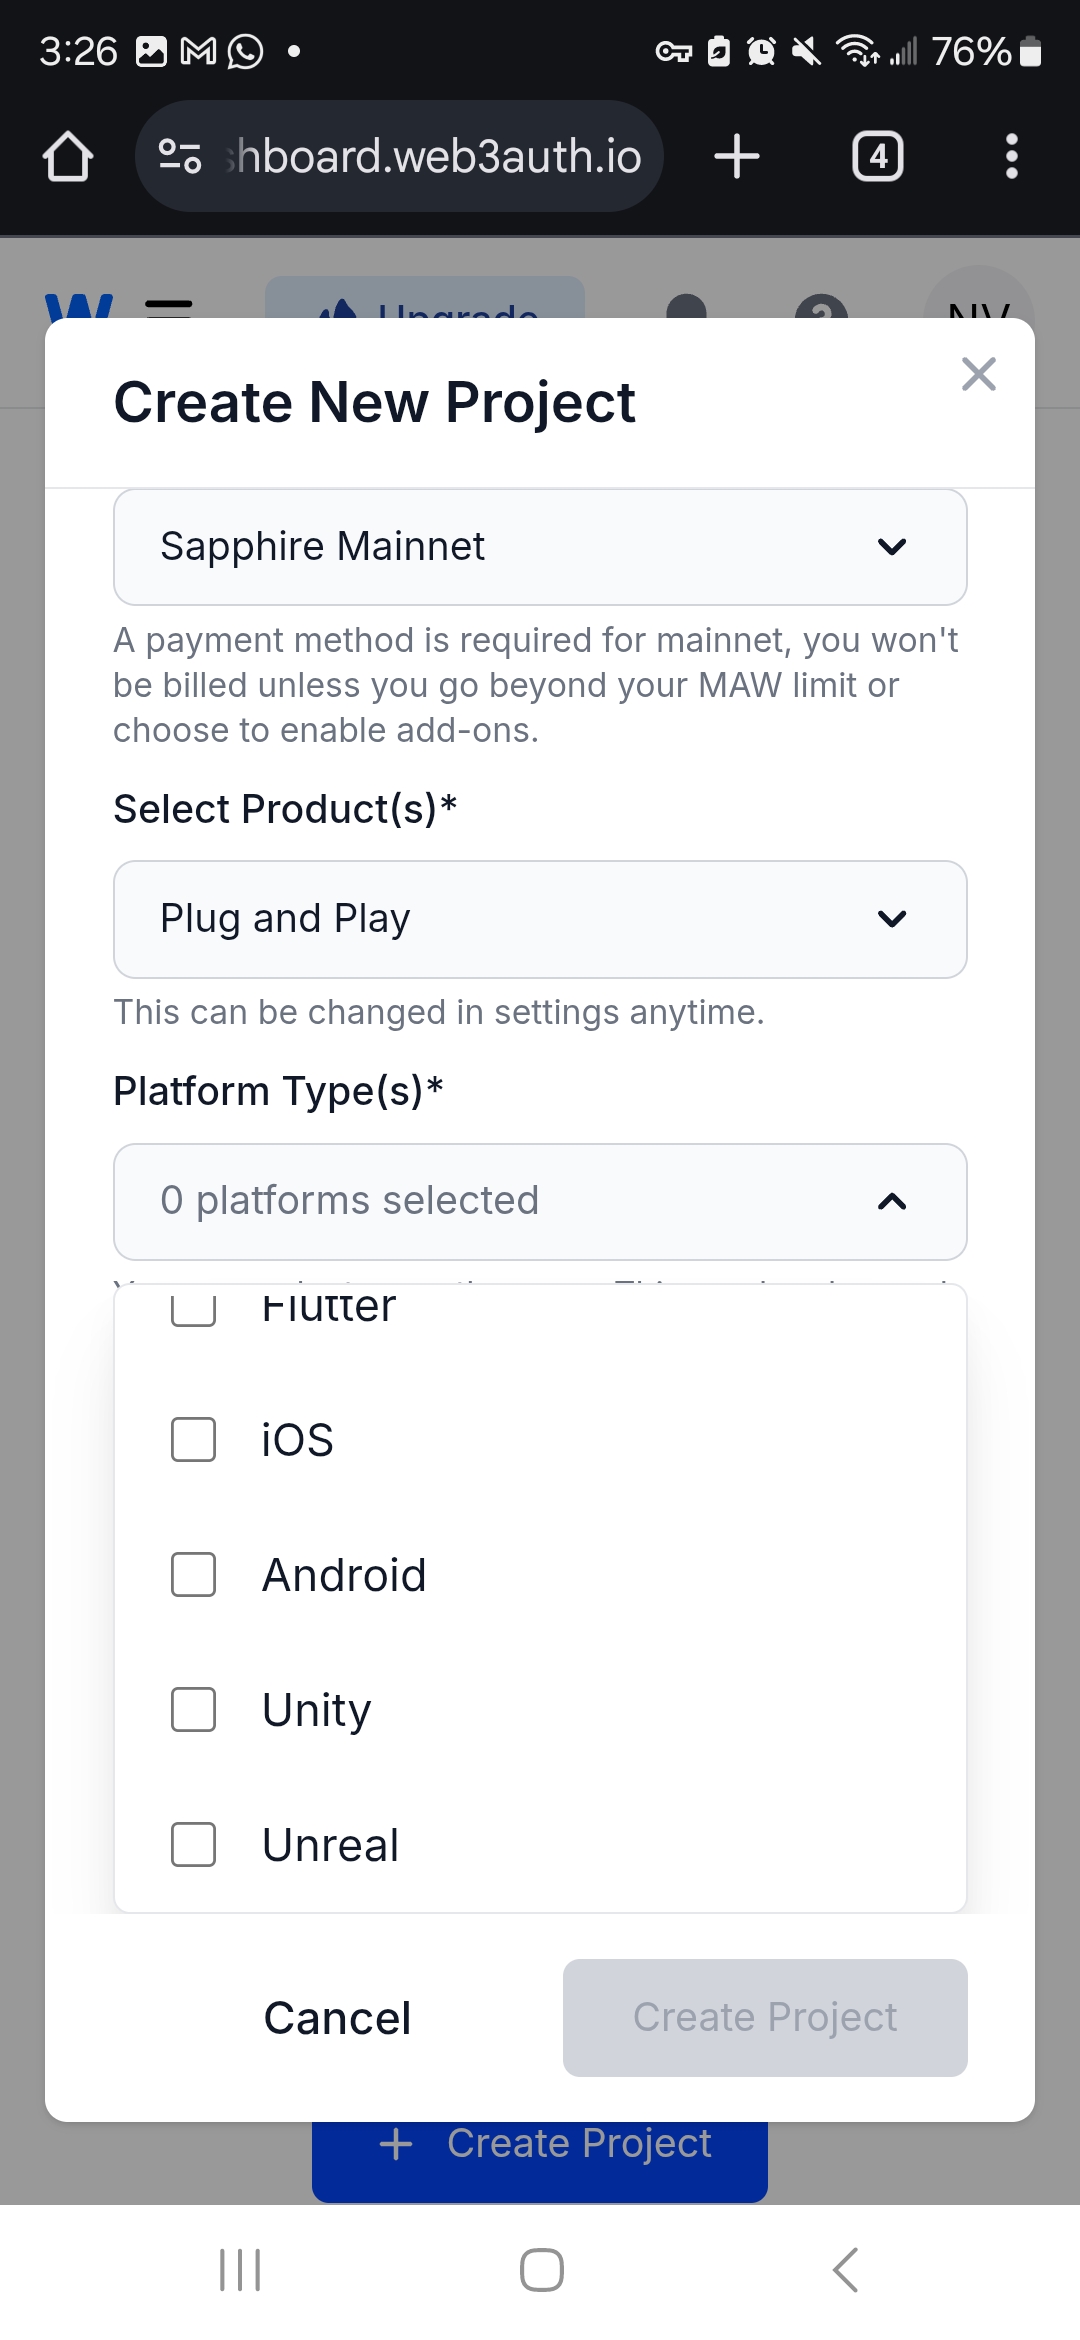 3:26
76%
hboard.web3auth.io
4
Upgrade
NV
Create New Project
Sapphire Mainnet
A payment method is required for mainnet, you won't
be billed unless you go beyond your MAW limit or
choose to enable add-ons.
Select Product(s)*
Plug and Play
This can be changed in settings anytime.
Platform Type(s)*
0 platforms selected
Flutter
iOS
Android
Unity
Unreal
Cancel
Create Project
+ Create Project